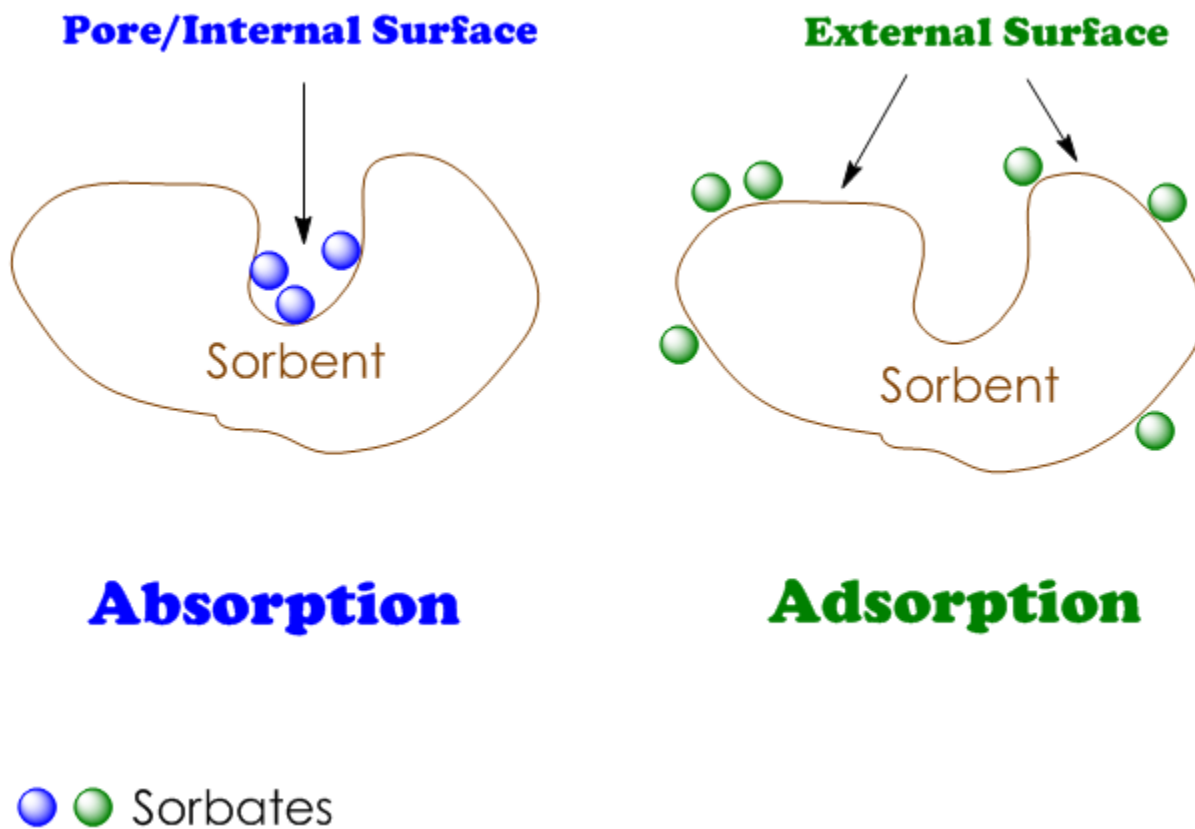 Pore/Internal Surface
External Surface
Sorbent
Sorbent
Absorption
Adsorption
Sorbates